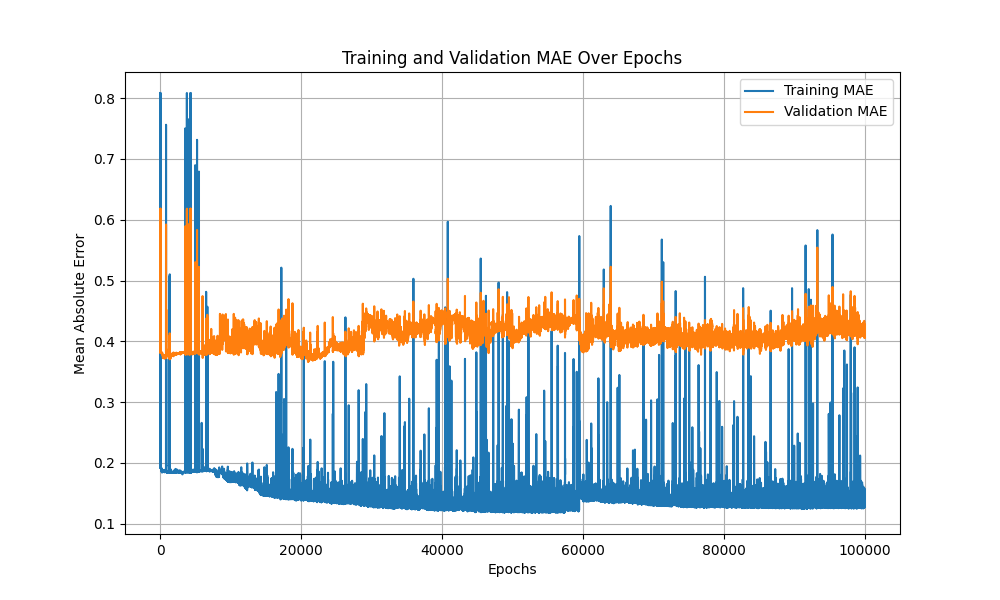 Training and Validation MAE Over Epochs
Training MAE
Validation MAE
0.8
0.7
0.6
0.5
0.4
0.3
0.2
0.1
Mean Absolute Error
0 20000 40000 60000 80000 100000
Epochs